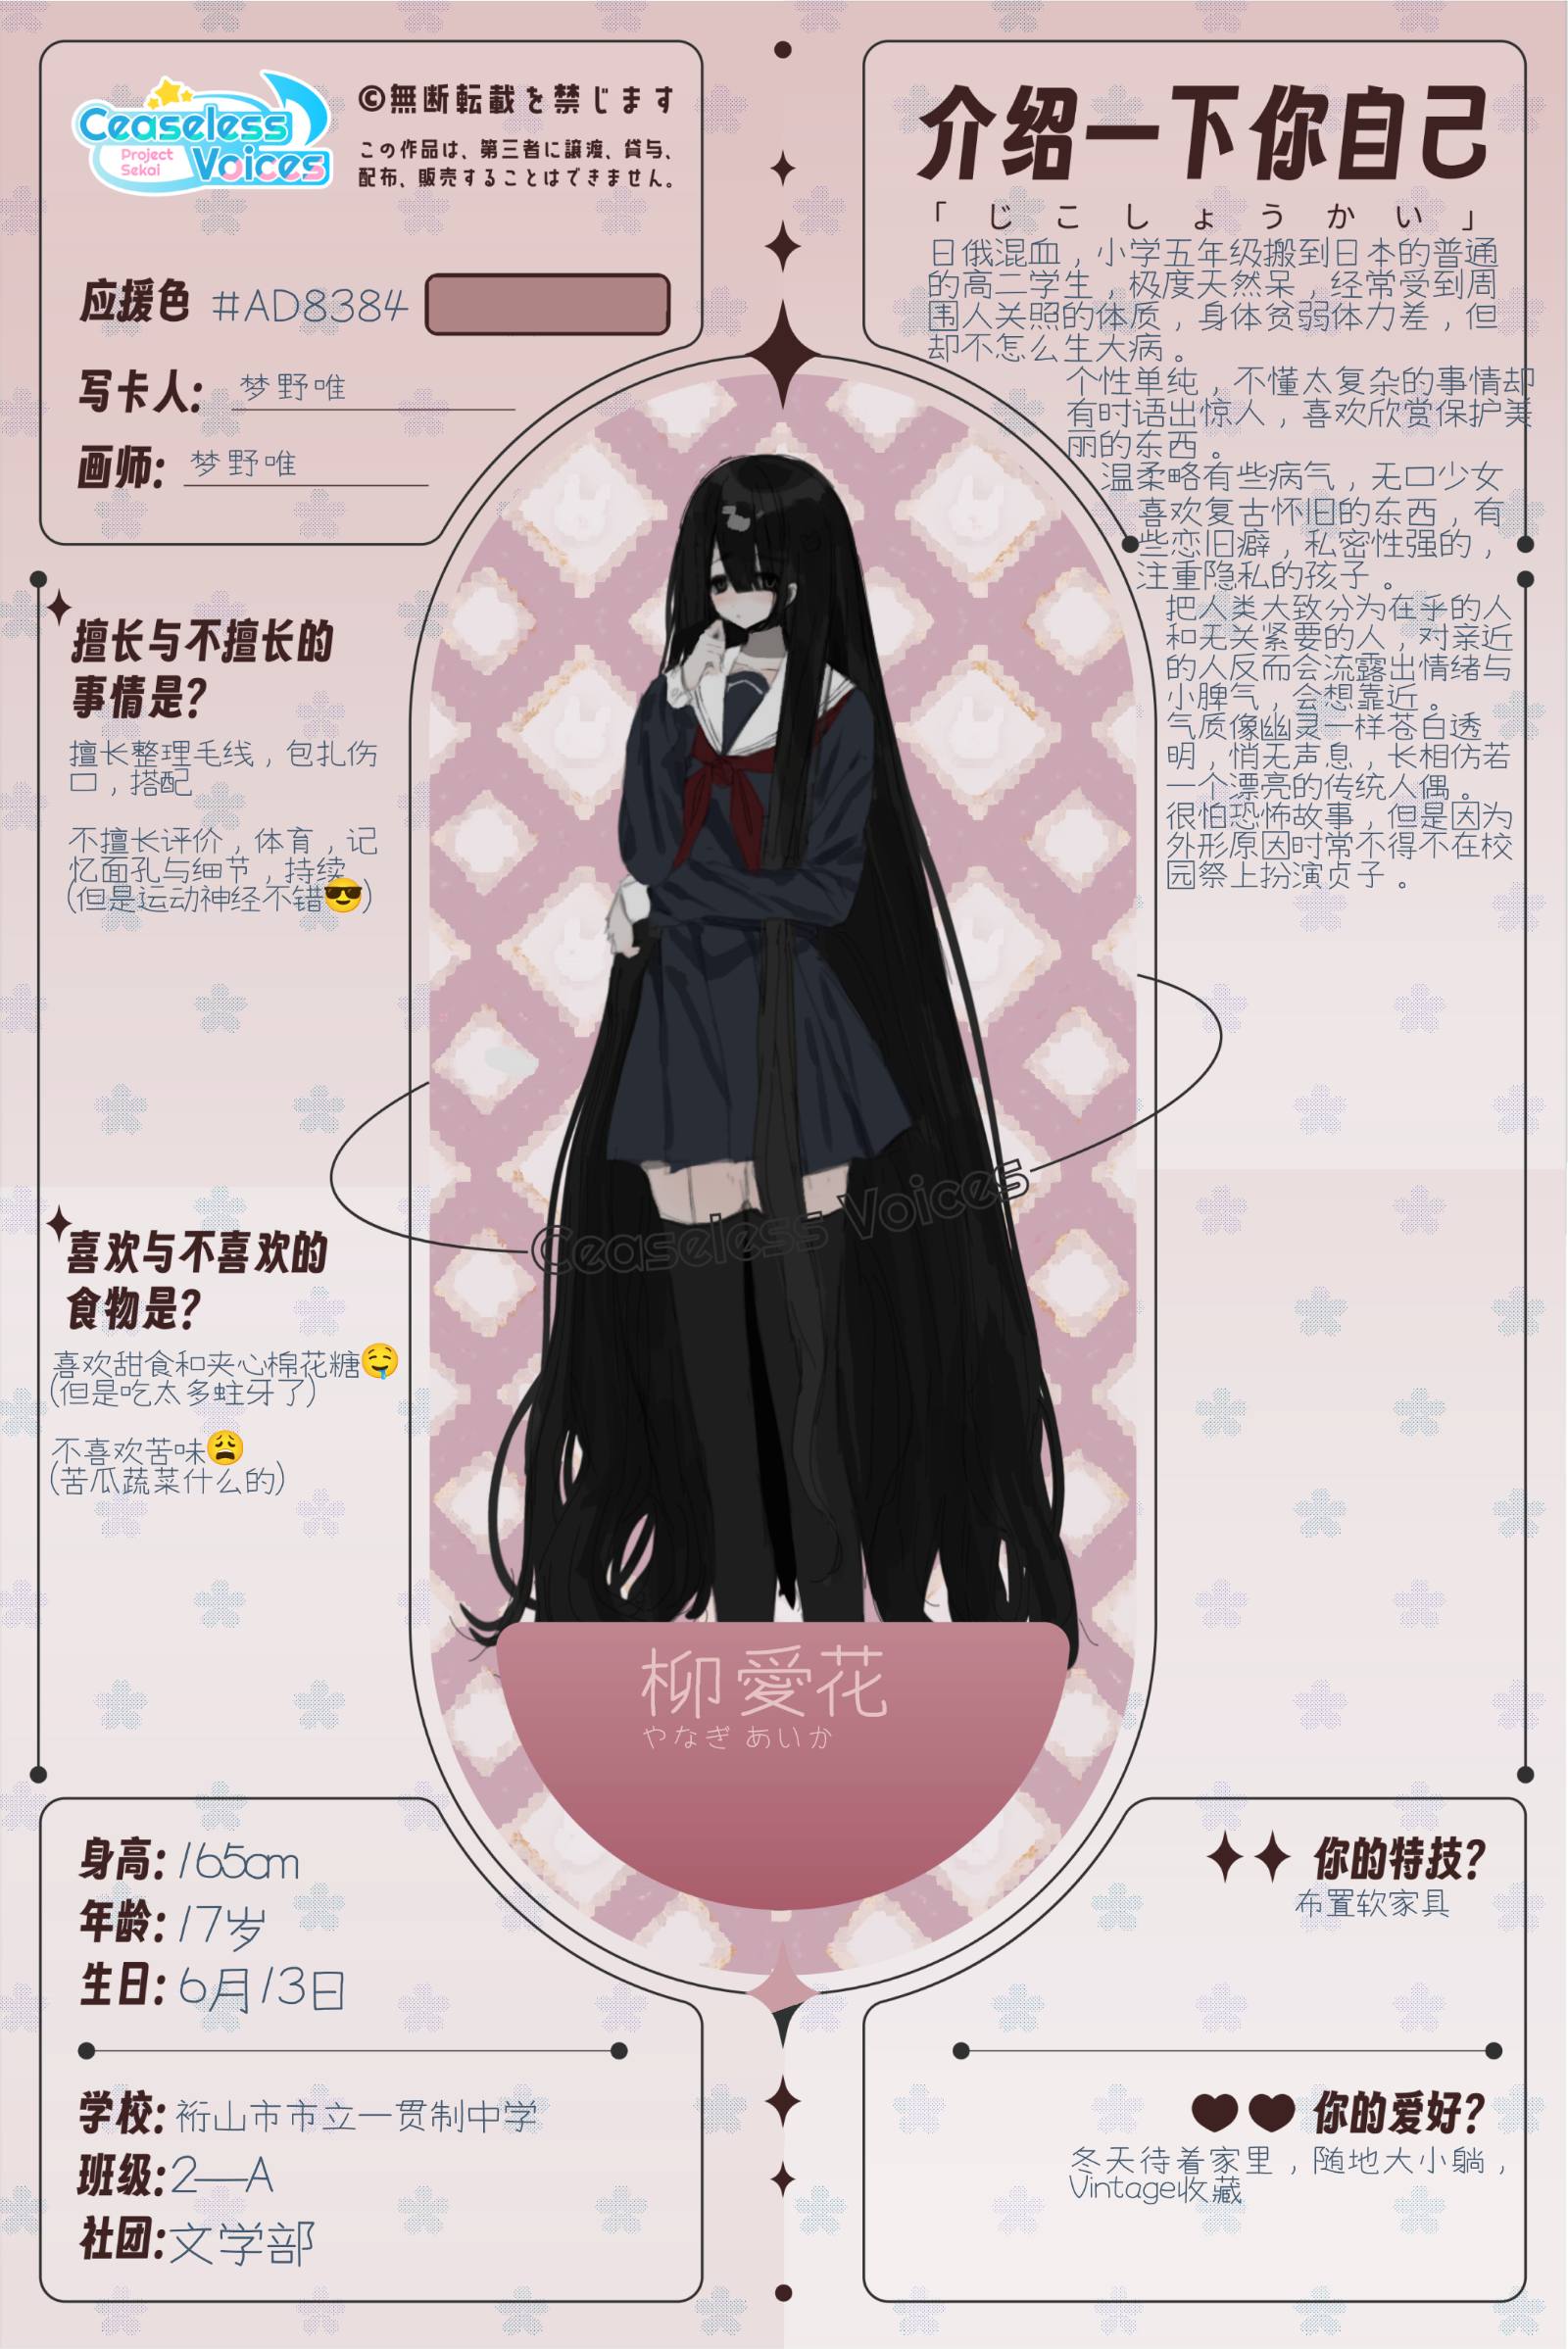 Ceaseless
Project
Sekai
Voices
©無断転載を禁じます
この作品は、第三者に譲渡、貸与、
配布、販売することはできません。
应援色 #AD8384
写卡人: 梦野唯
画师: 梦野唯
介绍一下你自己
「じこしょうかい」
日俄混血，小学五年级搬到日本的普通
的高二学生，极度天然呆，经常受到周
围人关照的体质，身体贫弱体力差，但
却不怎么生大病。
个性单纯，不懂太复杂的事情却
有时语出惊人，喜欢欣赏保护美
丽的东西。
温柔略有些病气，无口少女
喜欢复古怀旧的东西，有
些恋旧癖，私密性强的，
注重隐私的孩子。
把人类大致分为在乎的人
和无关紧要的人，对亲近
的人反而会流露出情绪与
小脾气，会想靠近。
气质像幽灵一样苍白透
明，悄无声息，长相仿若
一个漂亮的传统人偶。
很怕恐怖故事，但是因为
外形原因时常不得不在校
园祭上扮演贞子。
擅长与不擅长的
事情是?
擅长整理毛线，包扎伤
口，搭配
不擅长评价，体育，记
忆面孔与细节，持续
(但是运动神经不错😎)
喜欢与不喜欢的
食物是?
喜欢甜食和夹心棉花糖🤤
(但是吃太多蛀牙了)
不喜欢苦味😩
(苦瓜蔬菜什么的)
Ceaseless Voices
柳愛花
やなぎ あいか
身高: 165cm
年龄: 17岁
生日: 6月13日
学校: 裄山市市立一贯制中学
班级: 2—A
社团: 文学部
你的特技?
布置软家具
你的爱好?
冬天待着家里，随地大小躺，
Vintage收藏